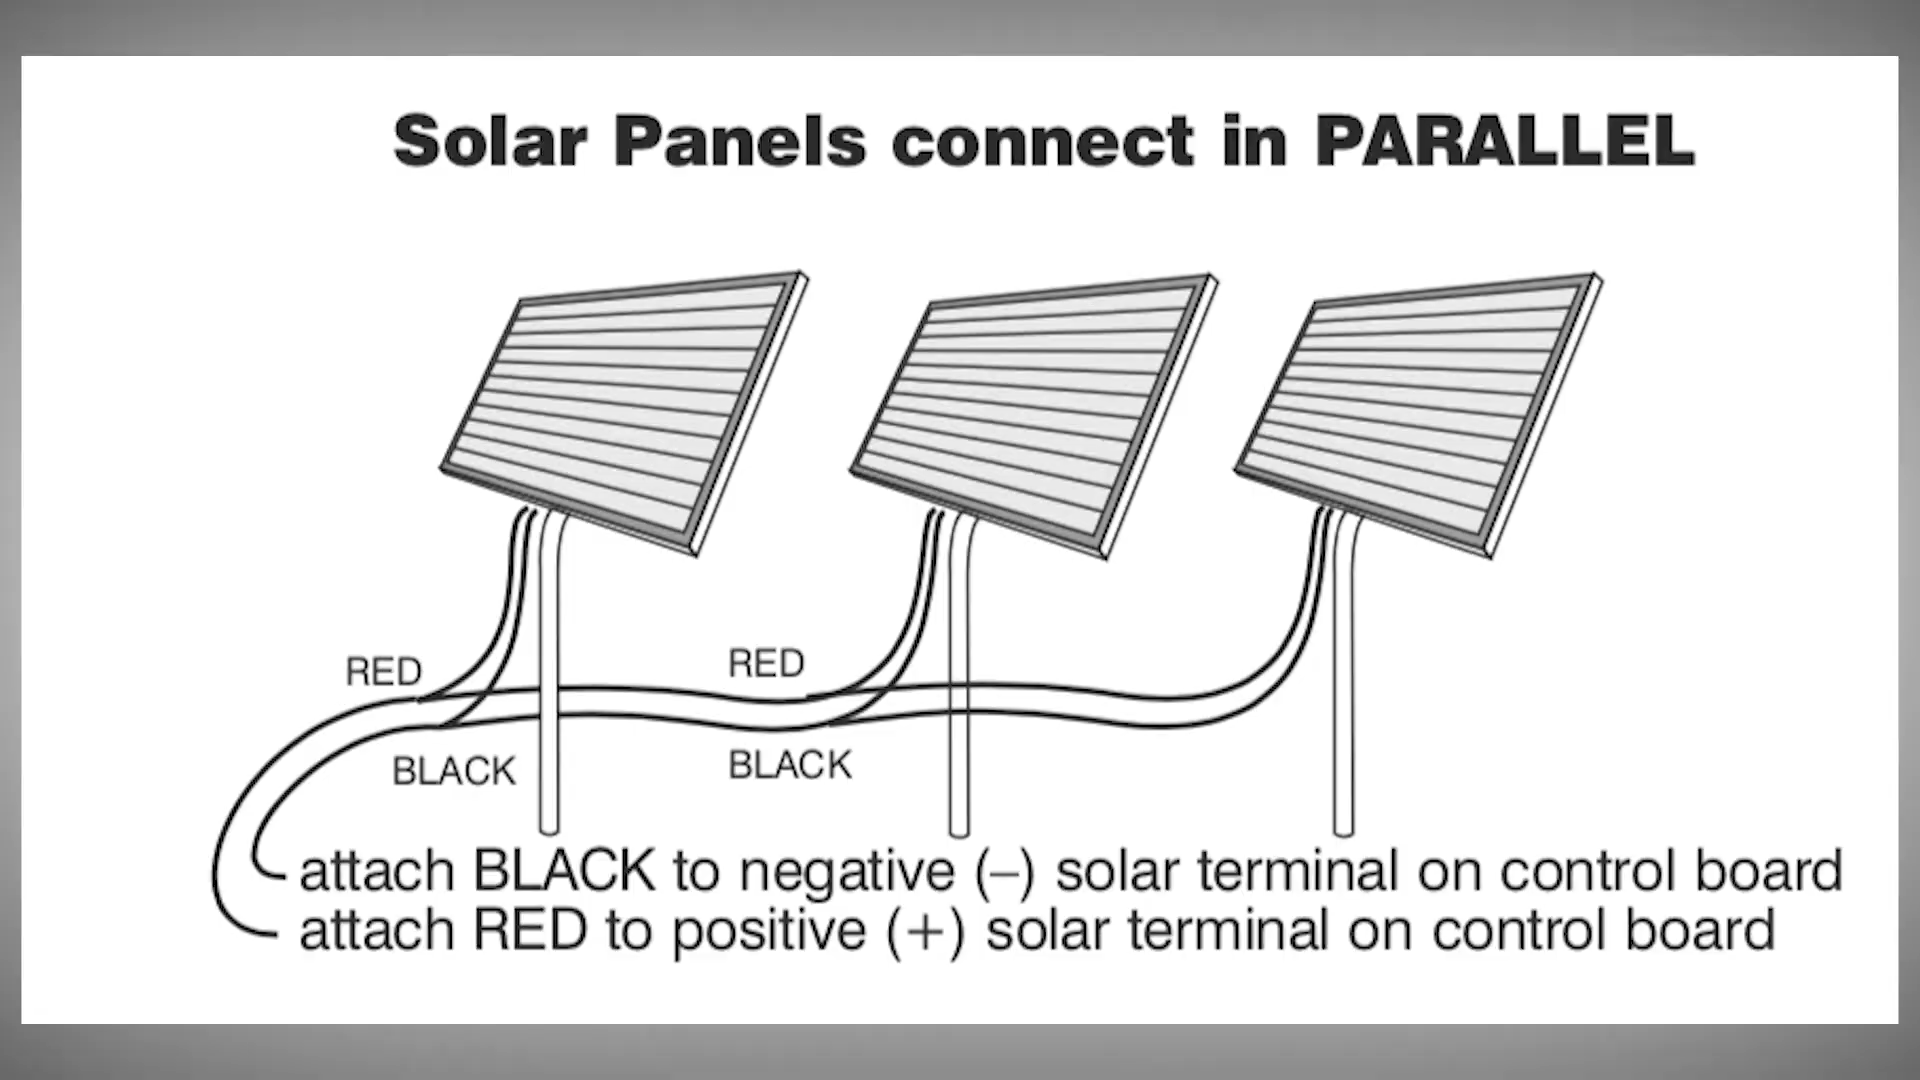 Solar Panels connect in PARALLEL
RED
RED
BLACK
BLACK
attach BLACK to negative (–) solar terminal on control board
attach RED to positive (+) solar terminal on control board